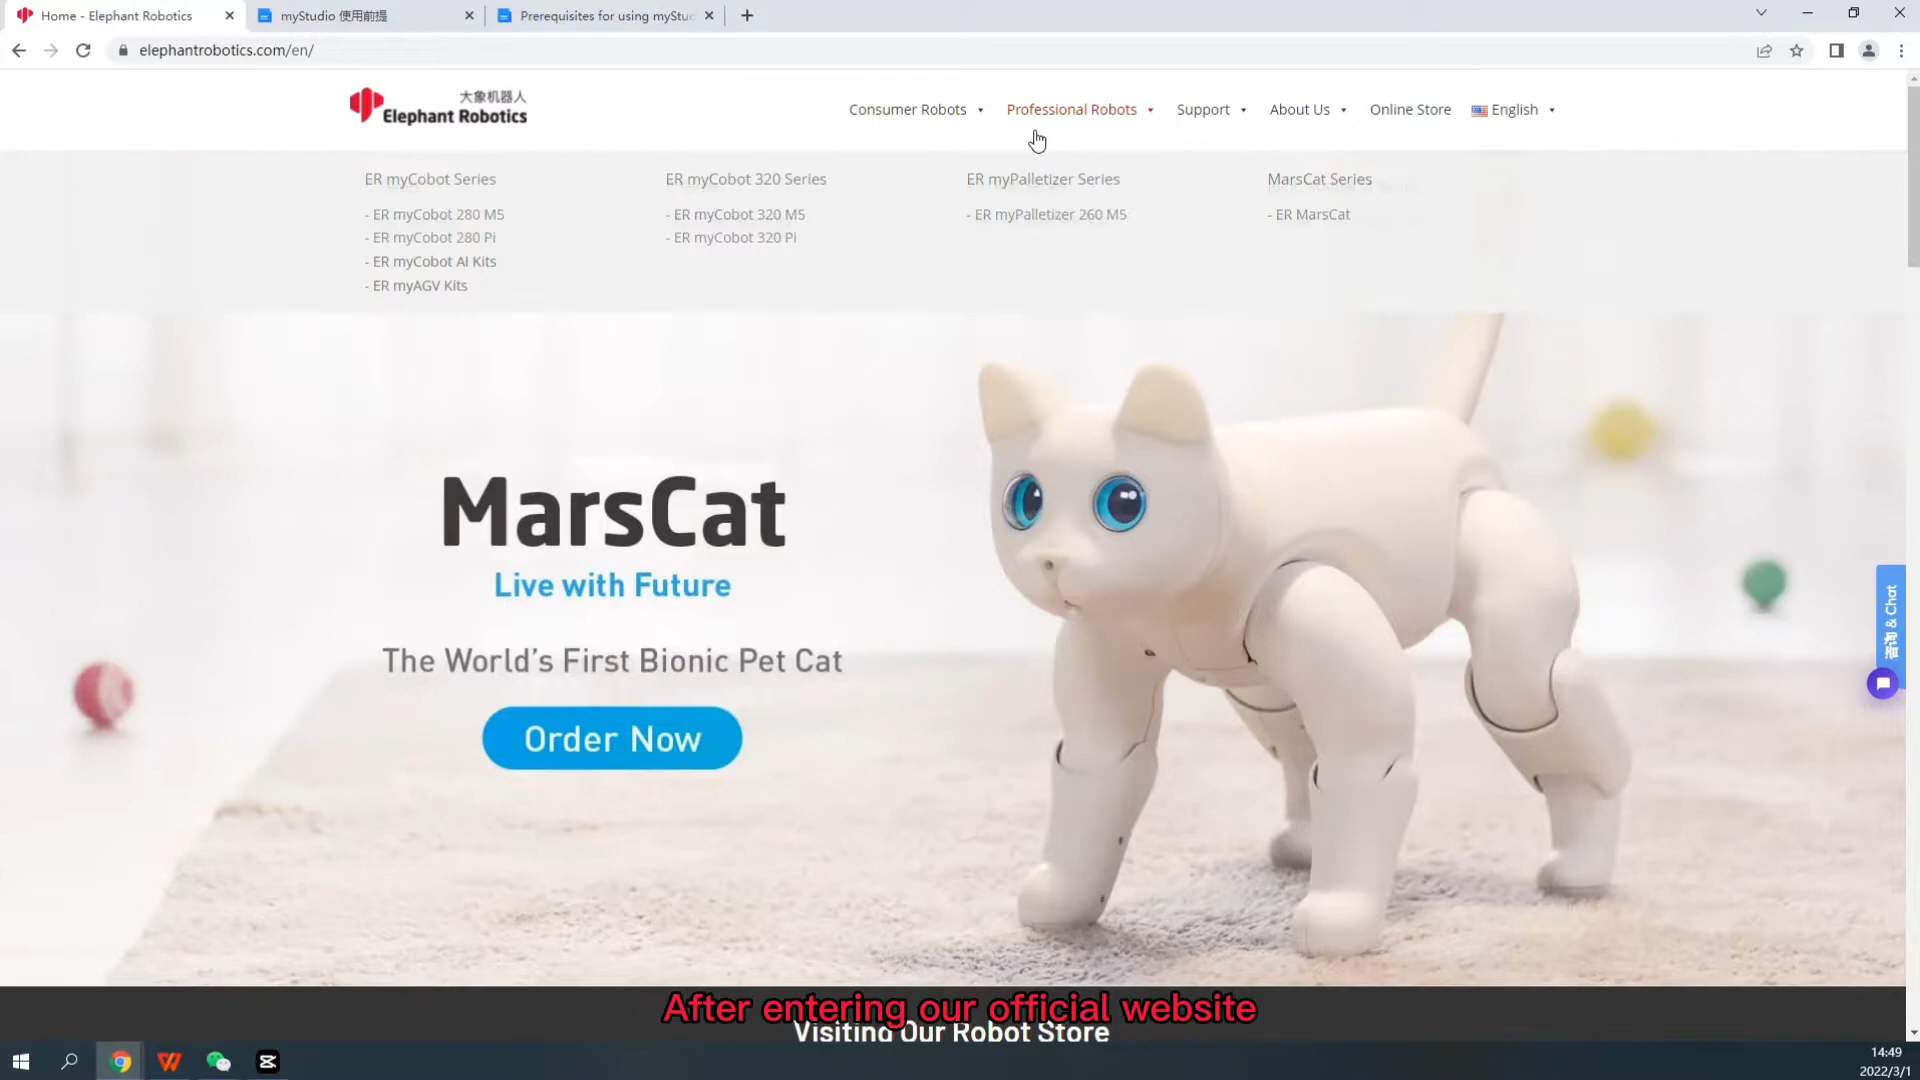 Home - Elephant Robotics
myStudio 使用前提
Prerequisites for using myStu
elephantrobotics.com/en/
大象机器人
Elephant Robotics
Consumer Robots
Professional Robots
Support
About Us
Online Store
English
ER myCobot Series
- ER myCobot 280 M5
- ER myCobot 280 Pi
- ER myCobot AI Kits
- ER myAGV Kits
ER myCobot 320 Series
- ER myCobot 320 M5
- ER myCobot 320 Pi
ER myPalletizer Series
- ER myPalletizer 260 M5
MarsCat Series
- ER MarsCat
MarsCat
Live with Future
The World's First Bionic Pet Cat
Order Now
咨询 & Chat
After entering our official website
Visiting Our Robot Store
14:49
2022/3/1